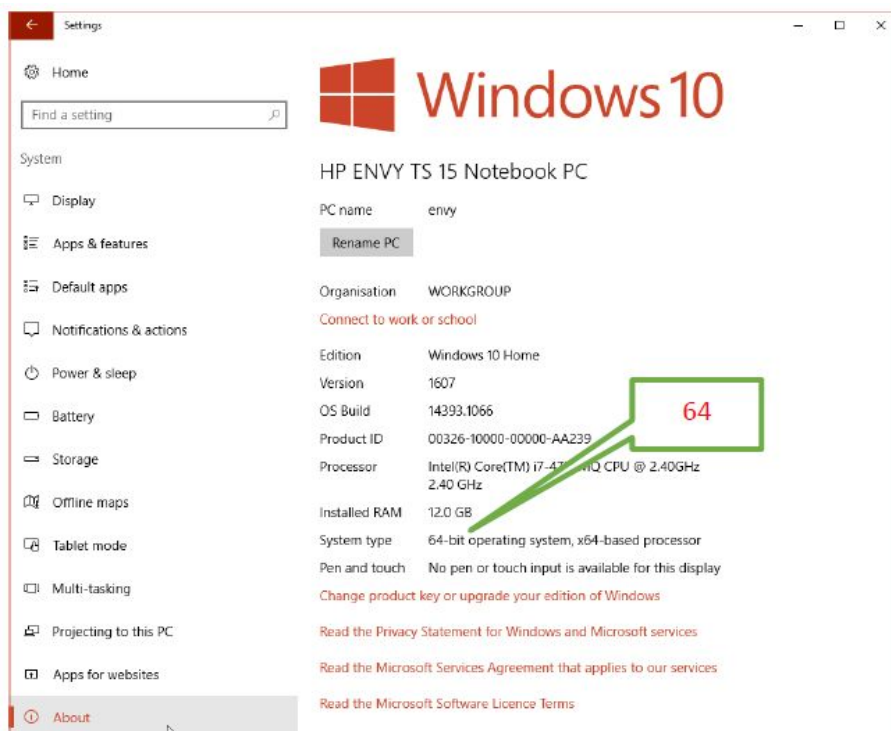 Settings
Home
Find a setting
System
Display
Apps & features
Default apps
Notifications & actions
Power & sleep
Battery
Storage
Offline maps
Tablet mode
Multi-tasking
Projecting to this PC
Apps for websites
About
Windows 10
HP ENVY TS 15 Notebook PC
PC name envy
Rename PC
Organisation WORKGROUP
Connect to work or school
Edition Windows 10 Home
Version 1607
OS Build 14393.1066
Product ID 00326-10000-00000-AA239
Processor Intel(R) Core(TM) CPU @ 2.40GHz
2.40 GHz
Installed RAM 12.0 GB
System type 64-bit operating system, x64-based processor
Pen and touch No pen or touch input is available for this display
Change product key or upgrade your edition of Windows
Read the Privacy Statement for Windows and Microsoft services
Read the Microsoft Services Agreement that applies to our services
Read the Microsoft Software Licence Terms
64